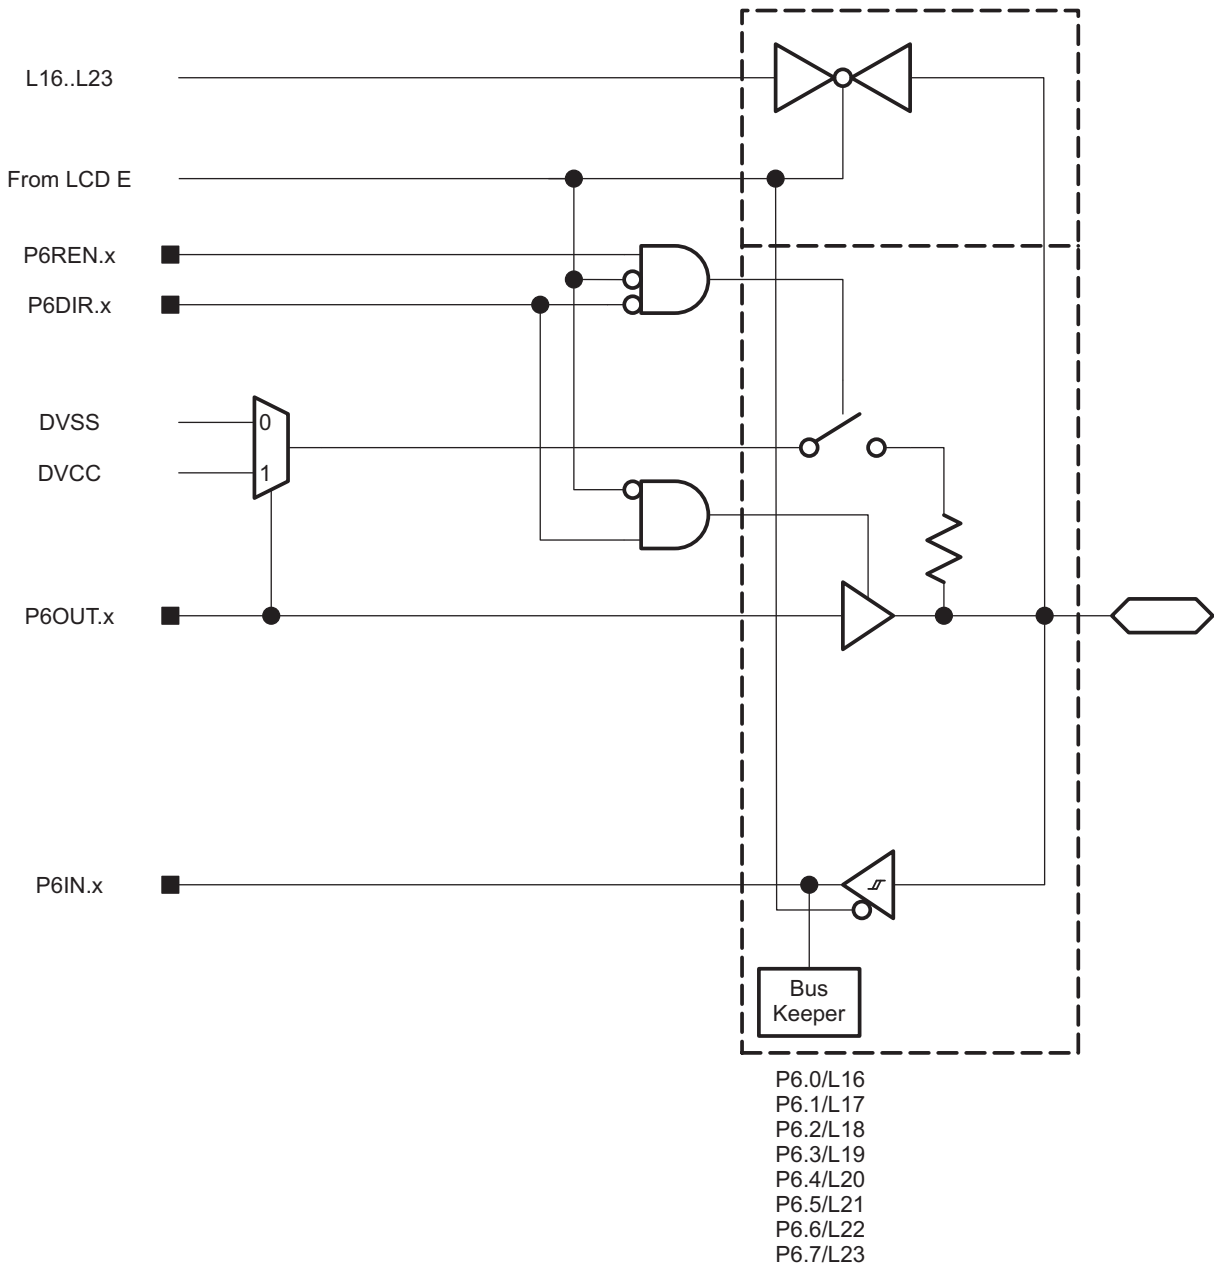 L16..L23
From LCD E
P6REN.x
P6DIR.x
DVSS
0
DVCC
1
P6OUT.x
P6IN.x
Bus
Keeper
P6.0/L16
P6.1/L17
P6.2/L18
P6.3/L19
P6.4/L20
P6.5/L21
P6.6/L22
P6.7/L23